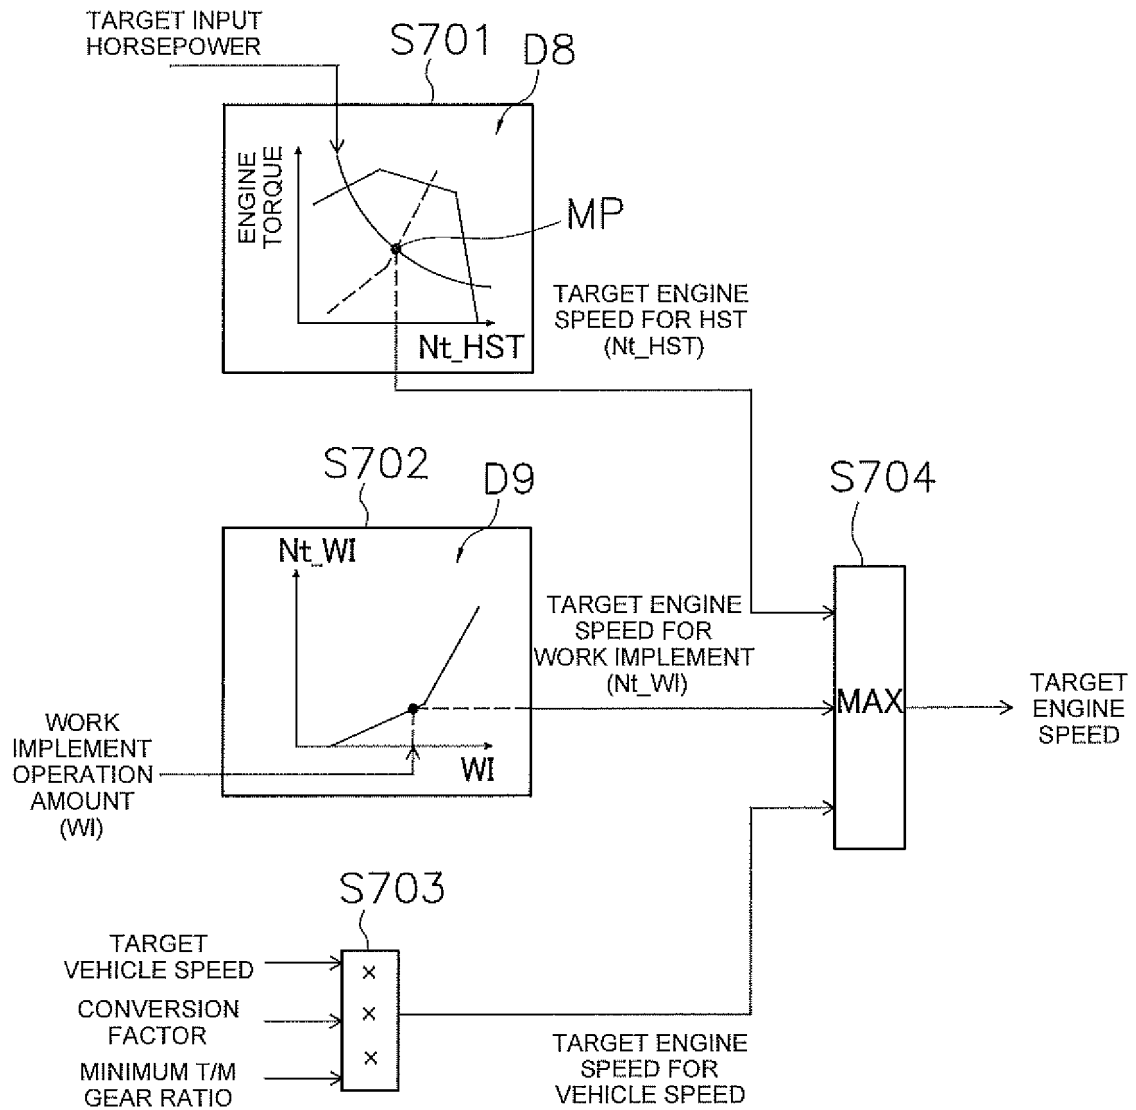 TARGET INPUT
HORSEPOWER
S701
D8
ENGINE
TORQUE
MP
Nt_HST
TARGET ENGINE
SPEED FOR HST
(Nt_HST)
S702
D9
S704
Nt_WI
TARGET ENGINE
SPEED FOR
WORK IMPLEMENT
(Nt_WI)
MAX
TARGET
ENGINE
SPEED
WORK
IMPLEMENT
OPERATION
AMOUNT
(WI)
WI
S703
TARGET
VEHICLE SPEED
×
CONVERSION
FACTOR
×
MINIMUM T/M
GEAR RATIO
×
TARGET ENGINE
SPEED FOR
VEHICLE SPEED